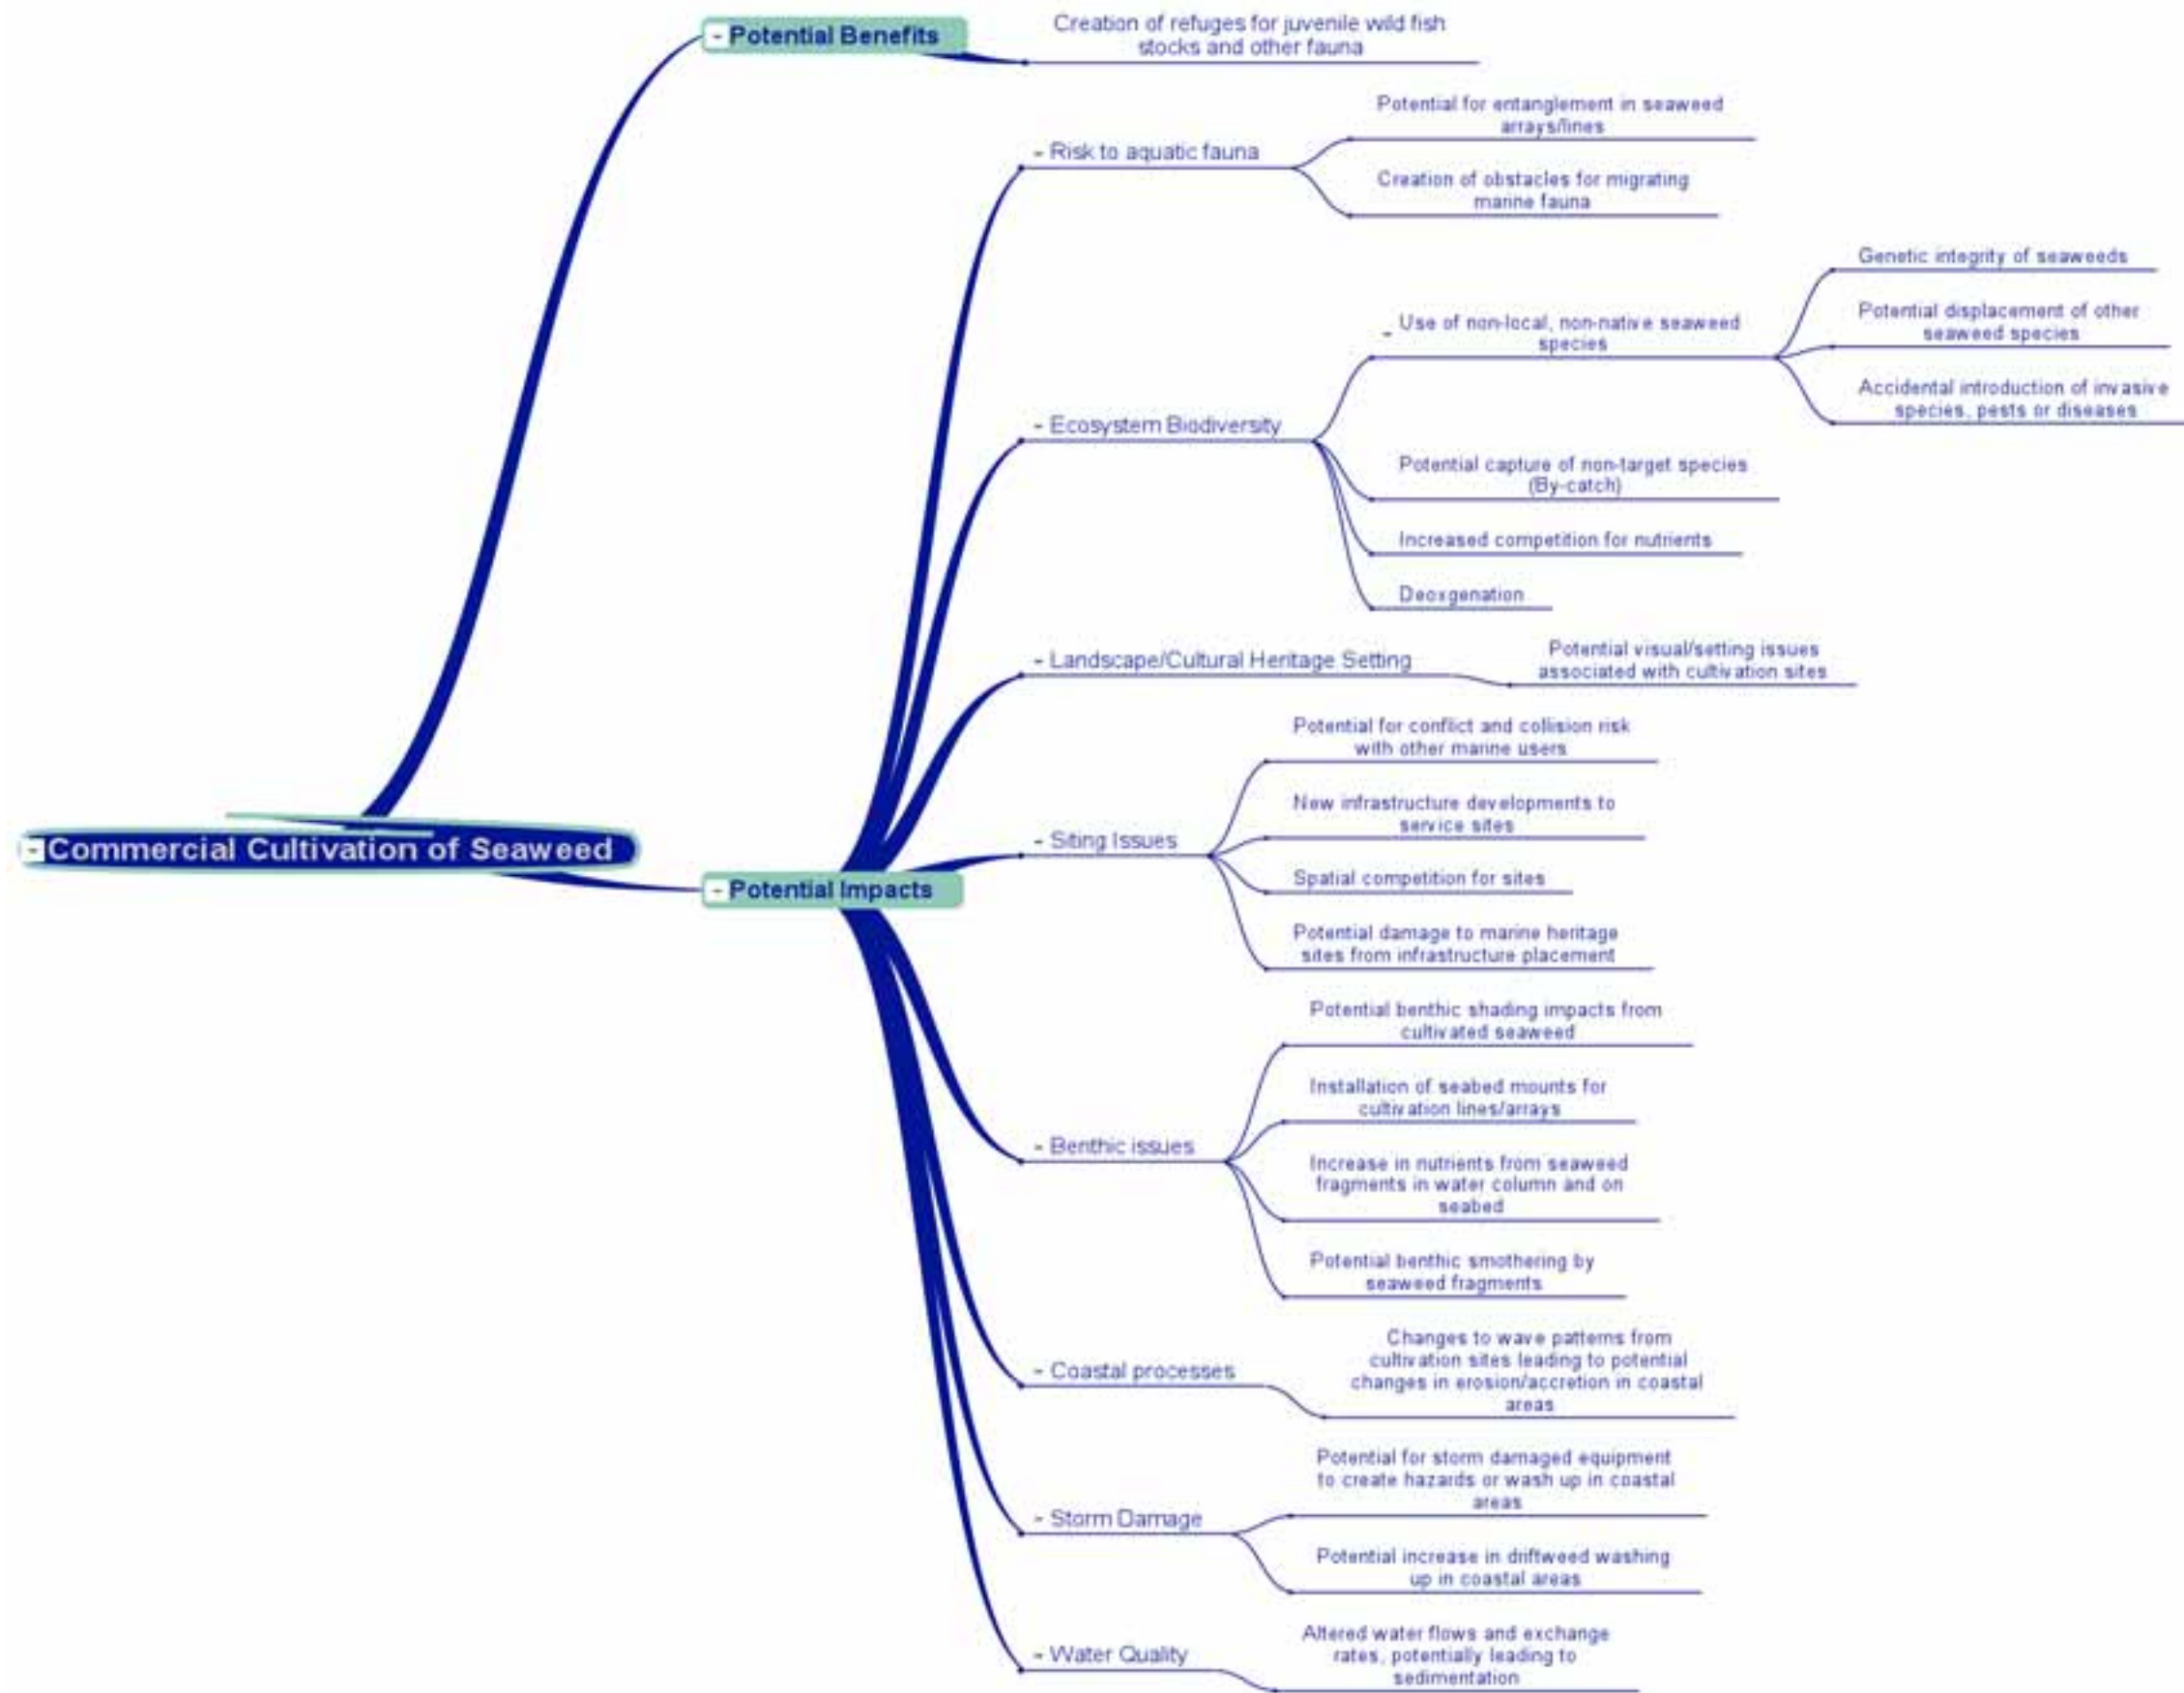 - Potential Benefits
Creation of refuges for juvenile wild fish
stocks and other fauna
Potential for entanglement in seaweed
arrays/lines
- Risk to aquatic fauna
Creation of obstacles for migrating
marine fauna
Genetic integrity of seaweeds
Potential displacement of other
seaweed species
- Use of non-local, non-native seaweed
species
Accidental introduction of invasive
species, pests or diseases
- Ecosystem Biodiversity
Potential capture of non-target species
(By-catch)
Increased competition for nutrients
Deoxgenation
- Landscape/Cultural Heritage Setting
Potential visual/setting issues
associated with cultivation sites
Potential for conflict and collision risk
with other marine users
New infrastructure developments to
service sites
- Siting Issues
Spatial competition for sites
Potential damage to marine heritage
sites from infrastructure placement
- Commercial Cultivation of Seaweed
- Potential Impacts
Potential benthic shading impacts from
cultivated seaweed
Installation of seabed mounts for
cultivation lines/arrays
- Benthic issues
Increase in nutrients from seaweed
fragments in water column and on
seabed
Potential benthic smothering by
seaweed fragments
- Coastal processes
Changes to wave patterns from
cultivation sites leading to potential
changes in erosion/accretion in coastal
areas
Potential for storm damaged equipment
to create hazards or wash up in coastal
areas
- Storm Damage
Potential increase in driftweed washing
up in coastal areas
- Water Quality
Altered water flows and exchange
rates, potentially leading to
sedimentation